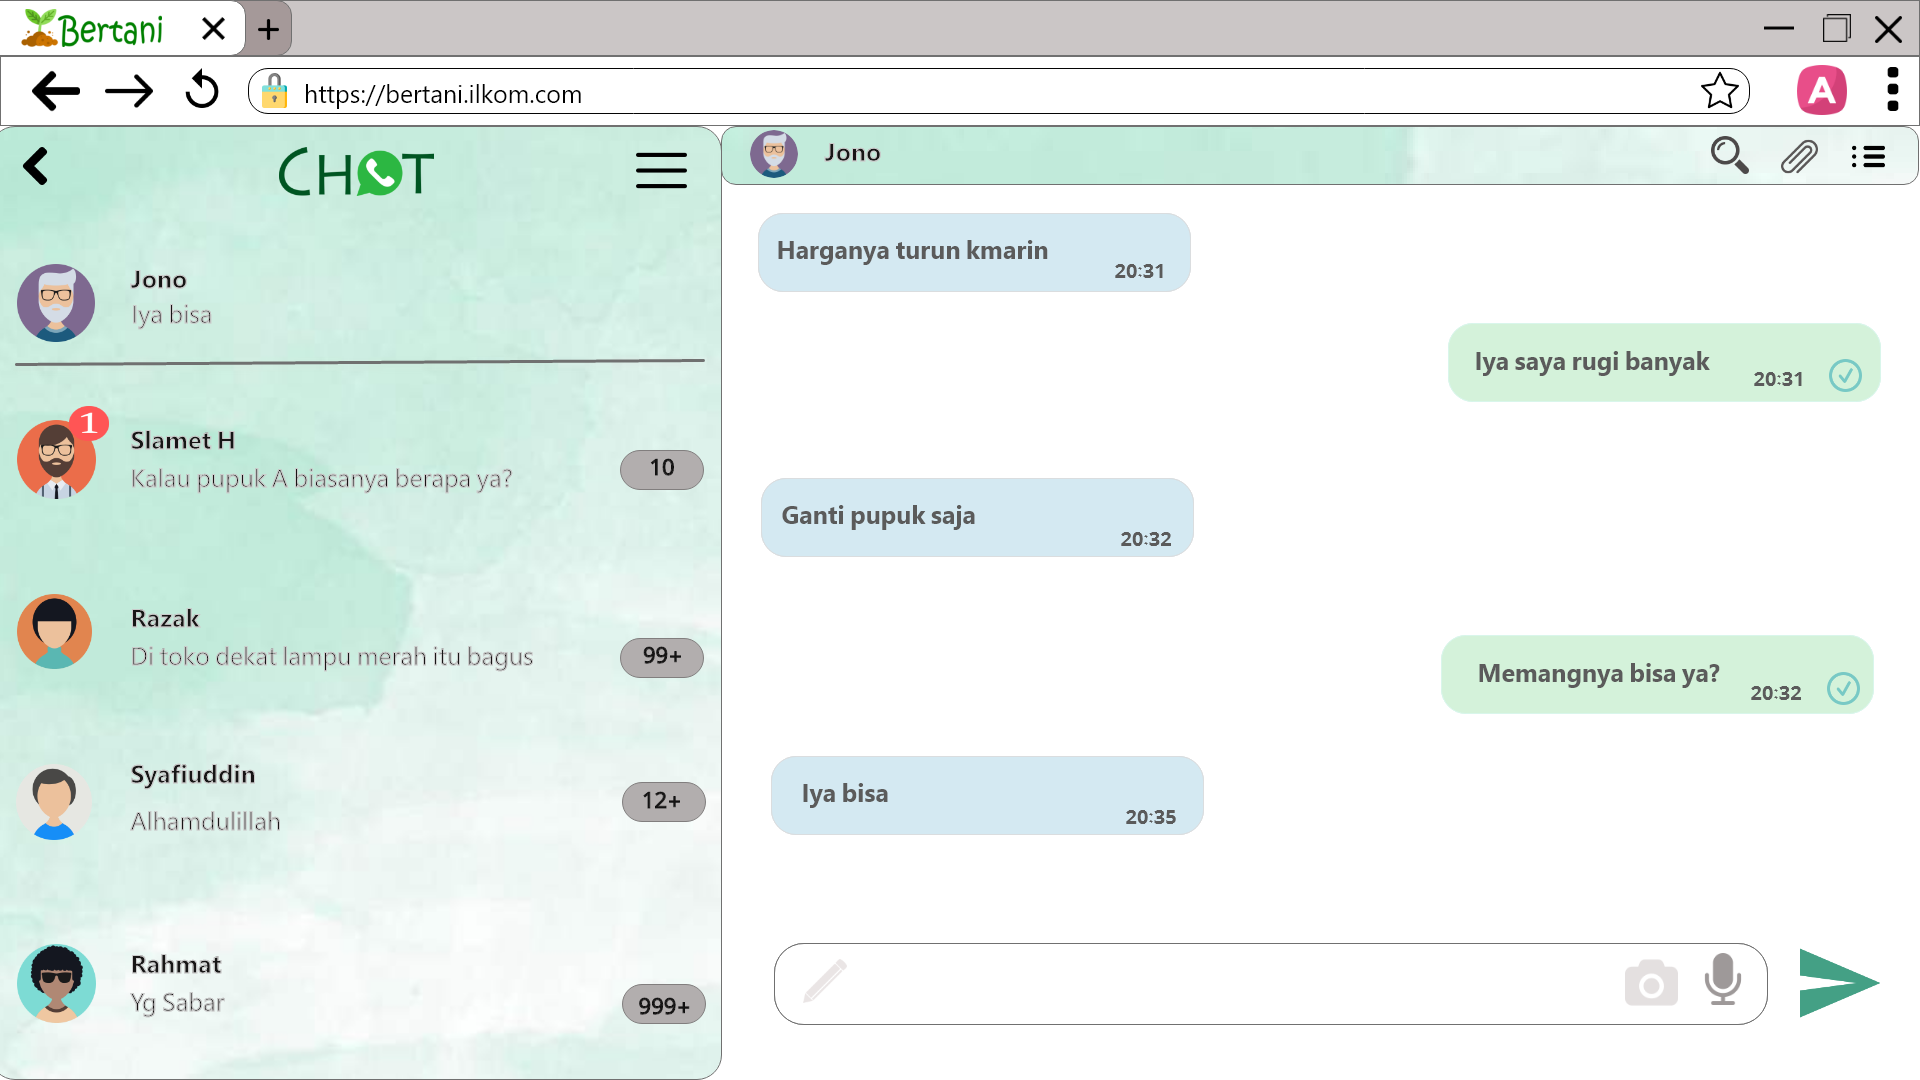 Bertani
https://bertani.ilkom.com
A
CHT
Jono
Iya bisa
1
Slamet H
Kalau pupuk A biasanya berapa ya?
10
Razak
Di toko dekat lampu merah itu bagus
99+
Syafiuddin
Alhamdulillah
12+
Rahmat
Yg Sabar
999+
Jono
Harganya turun kmarin
20:31
Iya saya rugi banyak
20:31
Ganti pupuk saja
20:32
Memangnya bisa ya?
20:32
Iya bisa
20:35